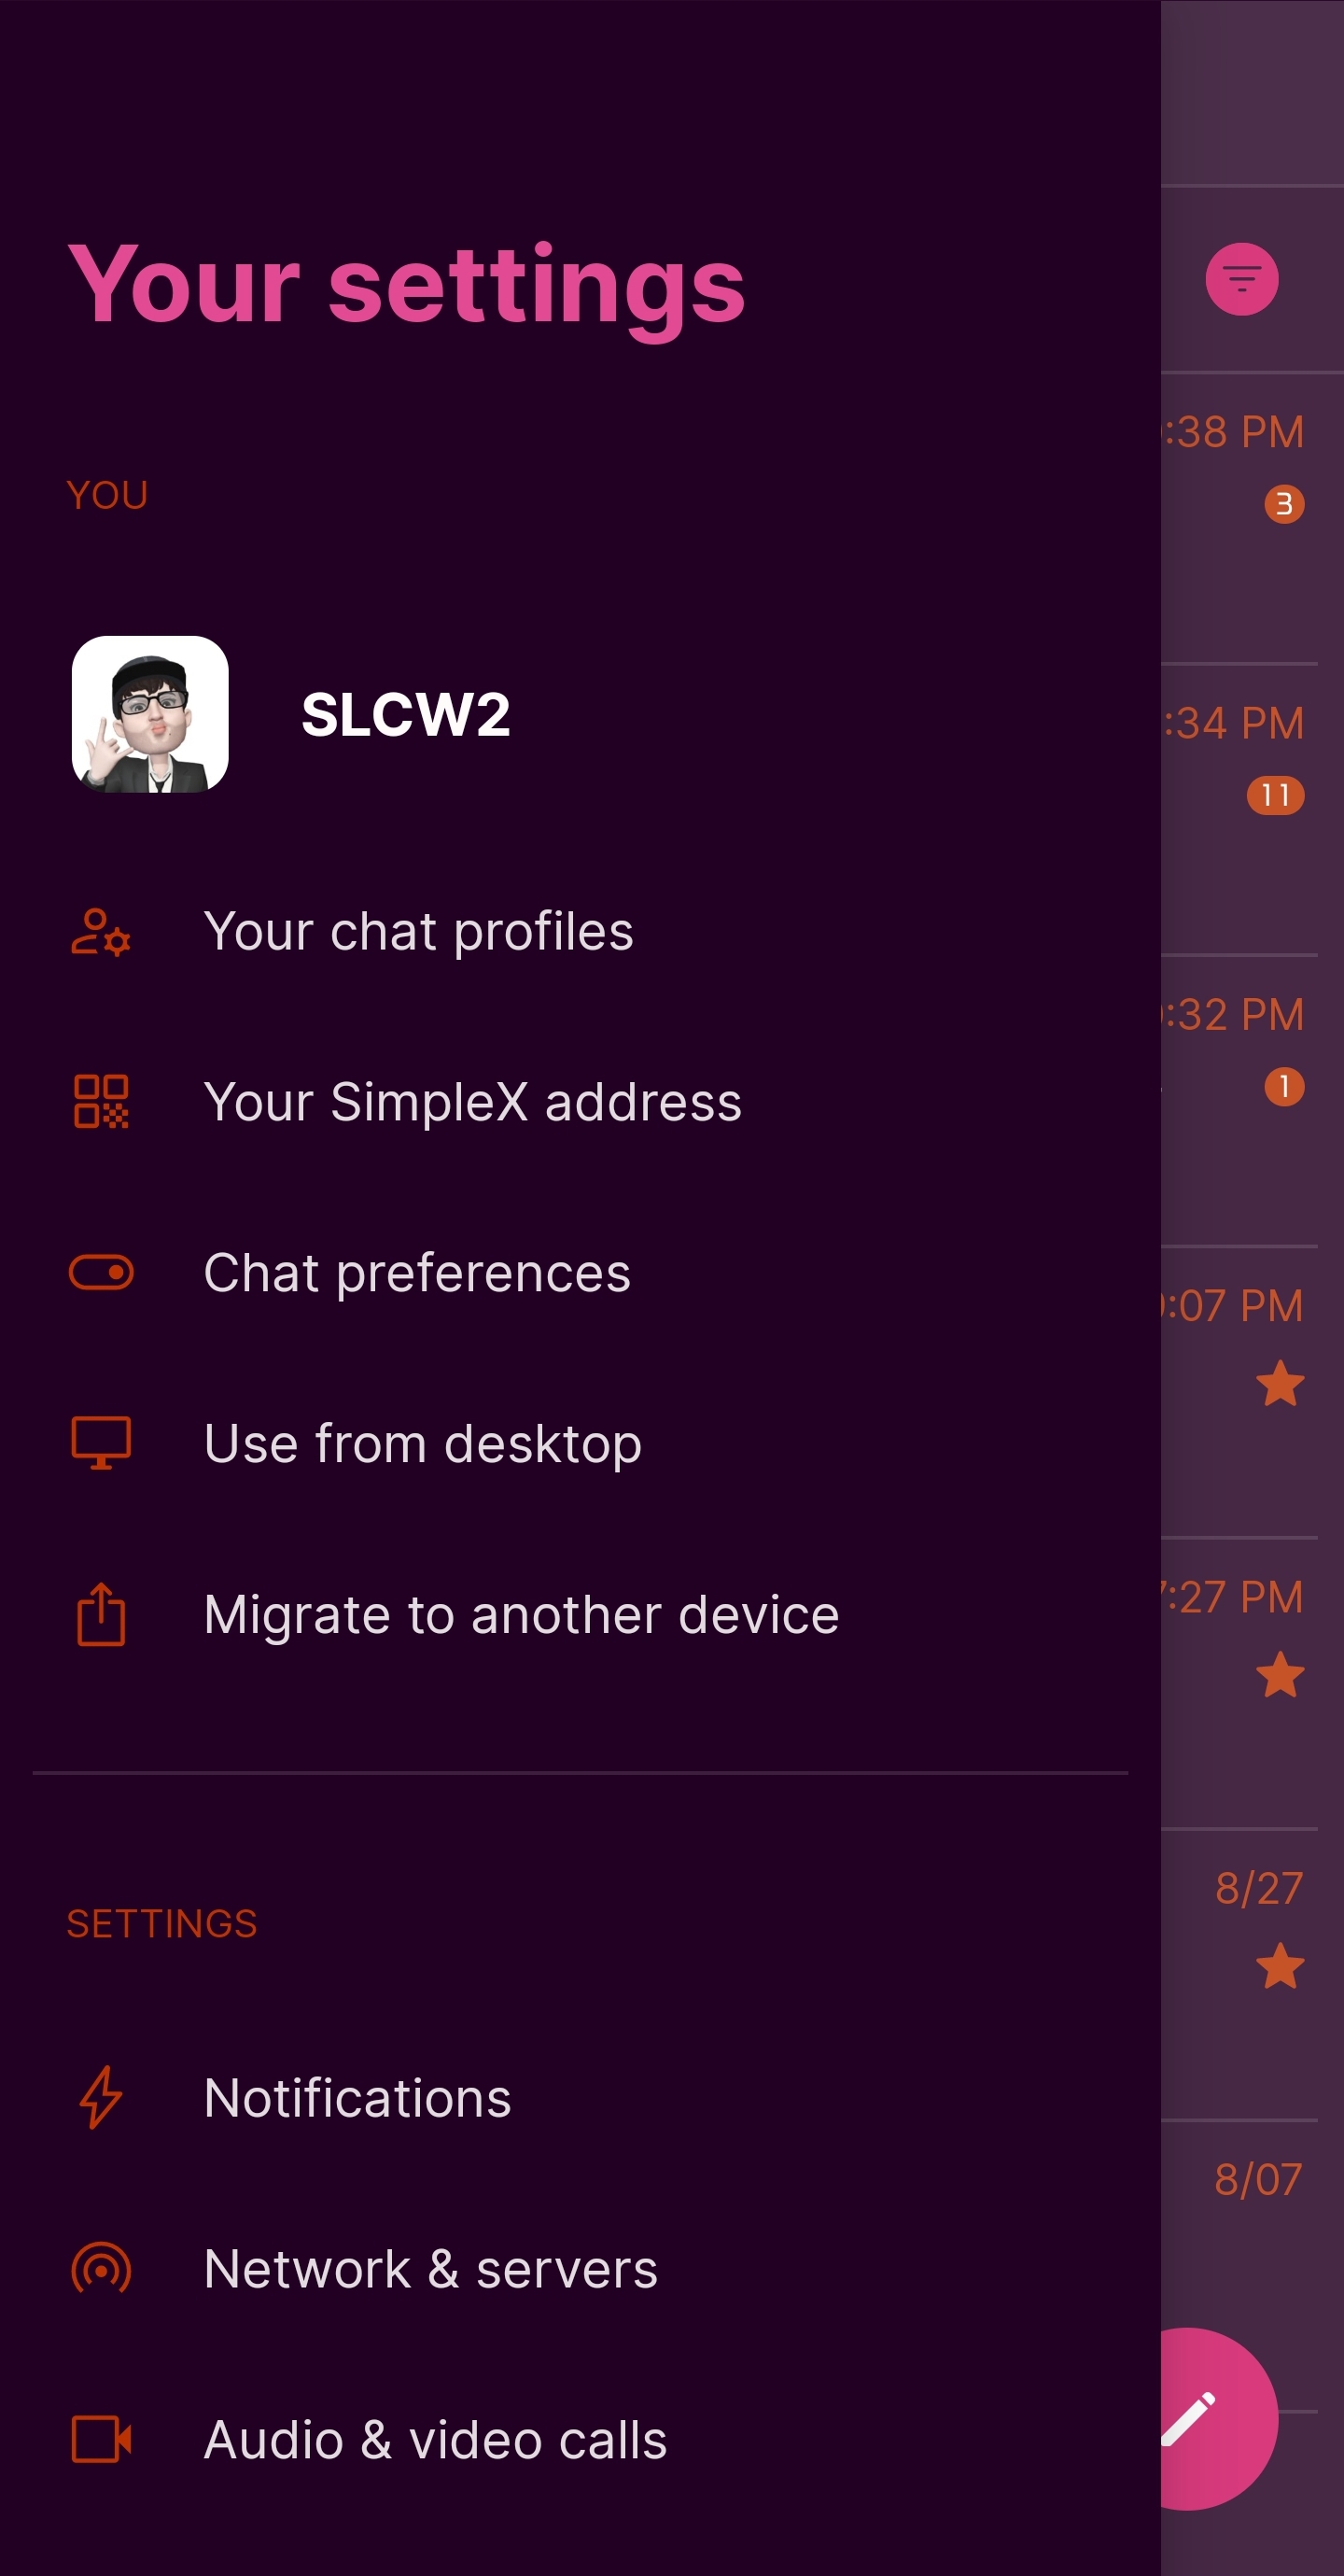 Your settings
YOU
SLCW2
Your chat profiles
Your SimpleX address
Chat preferences
Use from desktop
Migrate to another device
SETTINGS
Notifications
Network & servers
Audio & video calls
:38 PM
3
:34 PM
11
:32 PM
1
:07 PM
7:27 PM
8/27
8/07